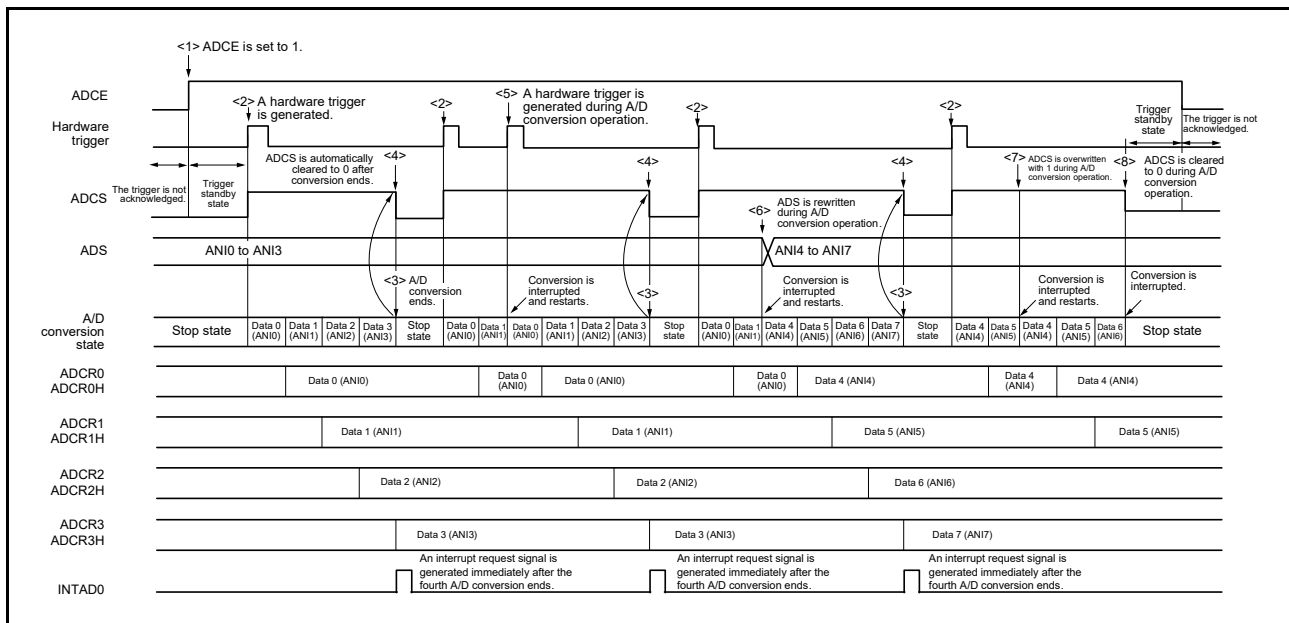 <1> ADCE is set to 1.
ADCE
<2> A hardware trigger
is generated.
<2>
<5> A hardware trigger is
generated during A/D
conversion operation.
<2>
<2>
Trigger
standby
state
The trigger is not
acknowledged.
Hardware
trigger
The trigger is not
acknowledged.
Trigger
standby
state
ADCS is automatically
cleared to 0 after
conversion ends.
<4>
<4>
<4>
<7> ADCS is overwritten
with 1 during A/D
conversion operation.
<8>
ADCS is cleared
to 0 during A/D
conversion
operation.
ADCS
<6>
ADS is rewritten
during A/D
conversion operation.
ADS
ANI0 to ANI3
ANI4 to ANI7
<3> A/D
conversion
ends.
Conversion is
interrupted
and restarts.
<3>
Conversion is
interrupted
and restarts.
<3>
Conversion is
interrupted
and restarts.
Conversion is
interrupted.
A/D
conversion
state
Stop state
Data 0
(ANI0)
Data 1
(ANI1)
Data 2
(ANI2)
Data 3
(ANI3)
Stop
state
Data 0
(ANI0)
Data 1
(ANI1)
Data 0
(ANI0)
Data 1
(ANI1)
Data 2
(ANI2)
Data 3
(ANI3)
Stop
state
Data 0
(ANI0)
Data 1
(ANI1)
Data 4
(ANI4)
Data 5
(ANI5)
Data 6
(ANI6)
Data 7
(ANI7)
Stop
state
Data 4
(ANI4)
Data 5
(ANI5)
Data 4
(ANI4)
Data 5
(ANI5)
Data 6
(ANI6)
Stop state
ADCR0
ADCR0H
Data 0 (ANI0)
Data 0
(ANI0)
Data 0 (ANI0)
Data 0
(ANI0)
Data 4 (ANI4)
Data 4
(ANI4)
Data 4 (ANI4)
ADCR1
ADCR1H
Data 1 (ANI1)
Data 1 (ANI1)
Data 5 (ANI5)
Data 5 (ANI5)
ADCR2
ADCR2H
Data 2 (ANI2)
Data 2 (ANI2)
Data 6 (ANI6)
ADCR3
ADCR3H
Data 3 (ANI3)
Data 3 (ANI3)
Data 7 (ANI7)
INTAD0
An interrupt request signal is
generated immediately after the
fourth A/D conversion ends.
An interrupt request signal is
generated immediately after the
fourth A/D conversion ends.
An interrupt request signal is
generated immediately after the
fourth A/D conversion ends.